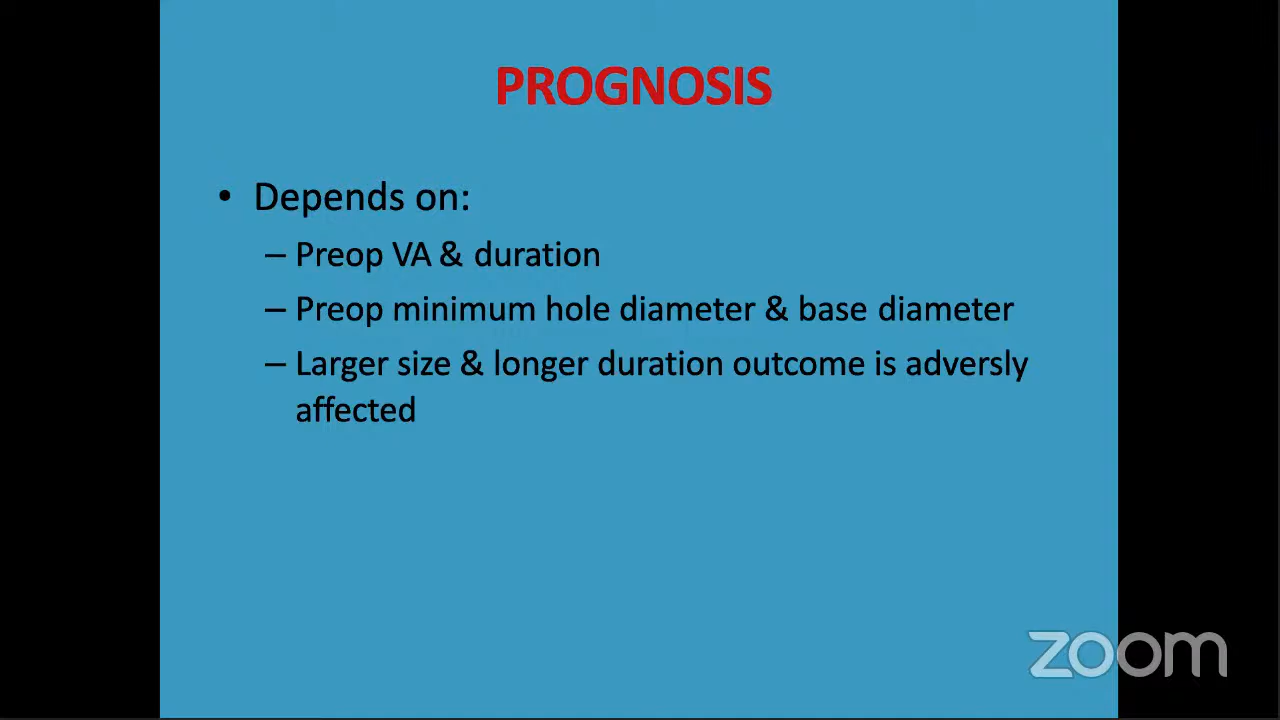 PROGNOSIS
• Depends on:
– Preop VA & duration
– Preop minimum hole diameter & base diameter
– Larger size & longer duration outcome is adversly
affected
zoom